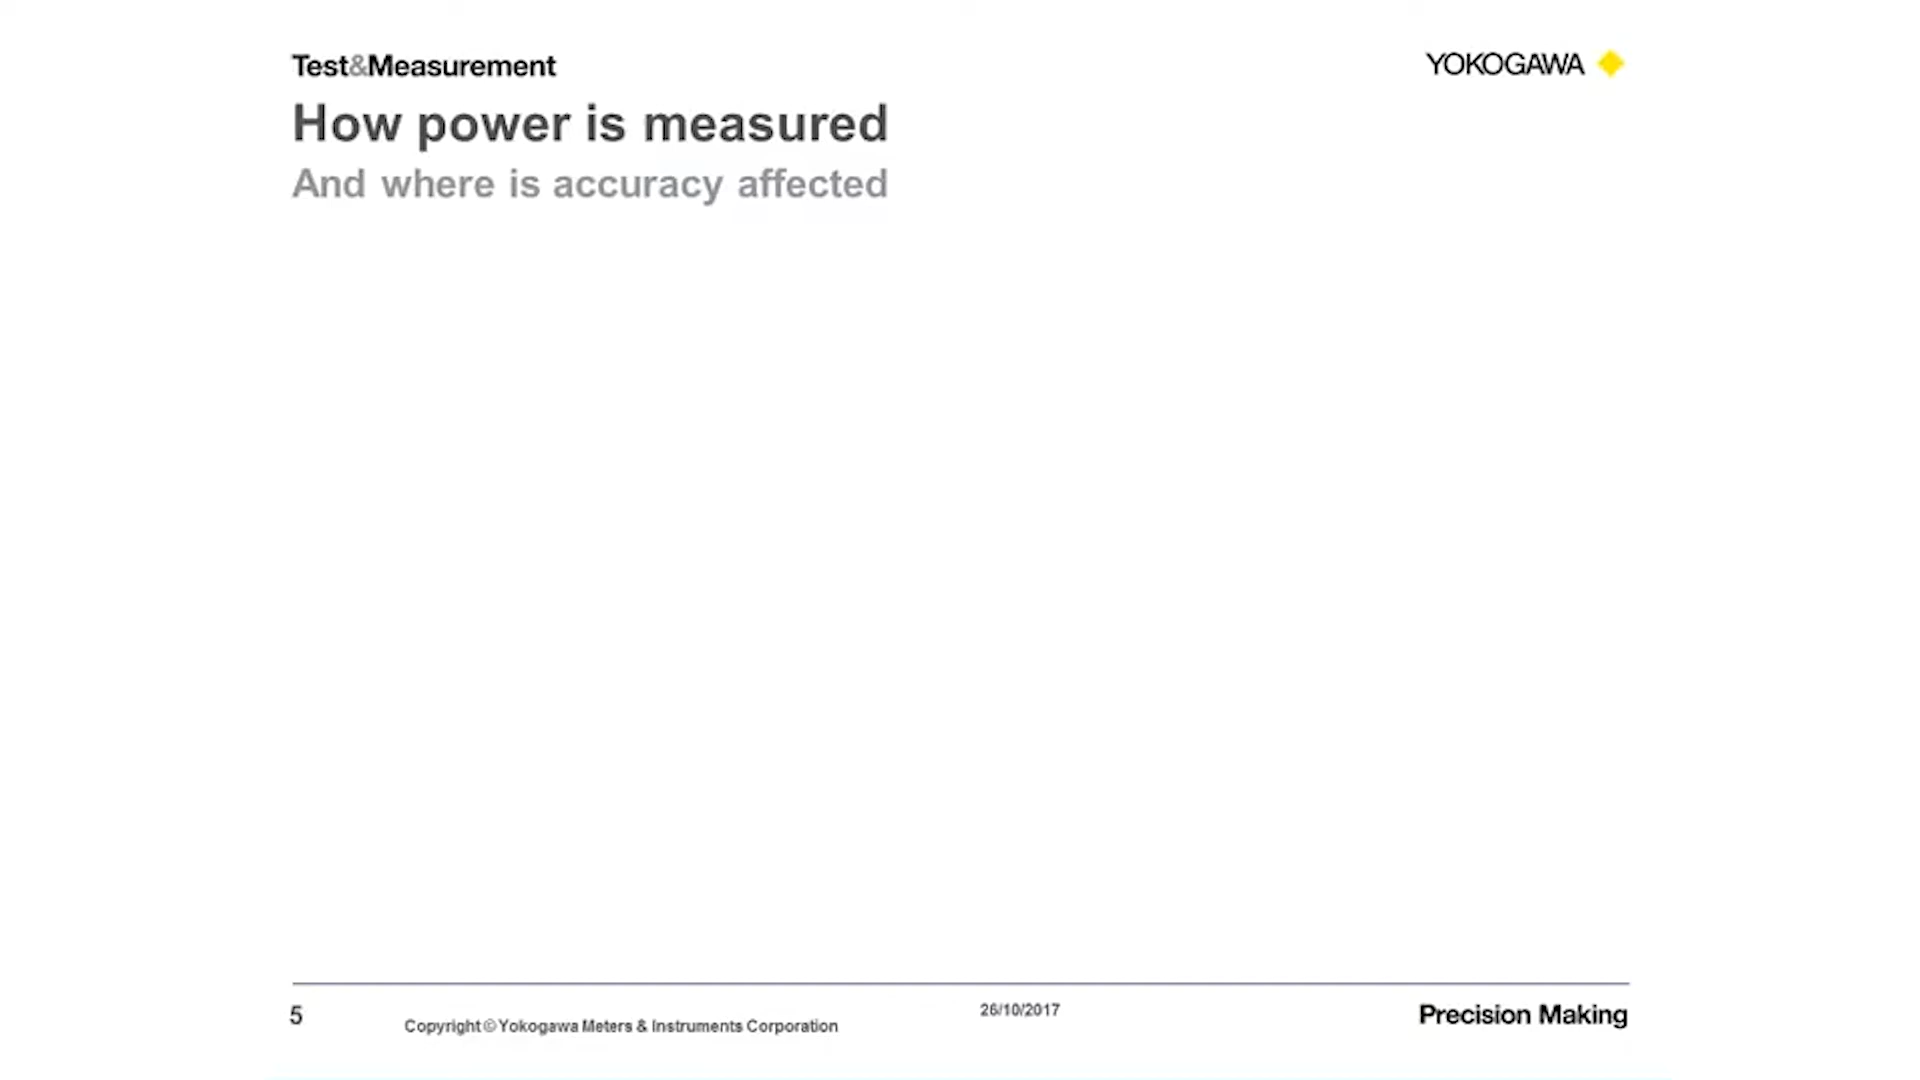 Test&Measurement
YOKOGAWA
How power is measured
And where is accuracy affected
5
Copyright © Yokogawa Meters & Instruments Corporation
26/10/2017
Precision Making